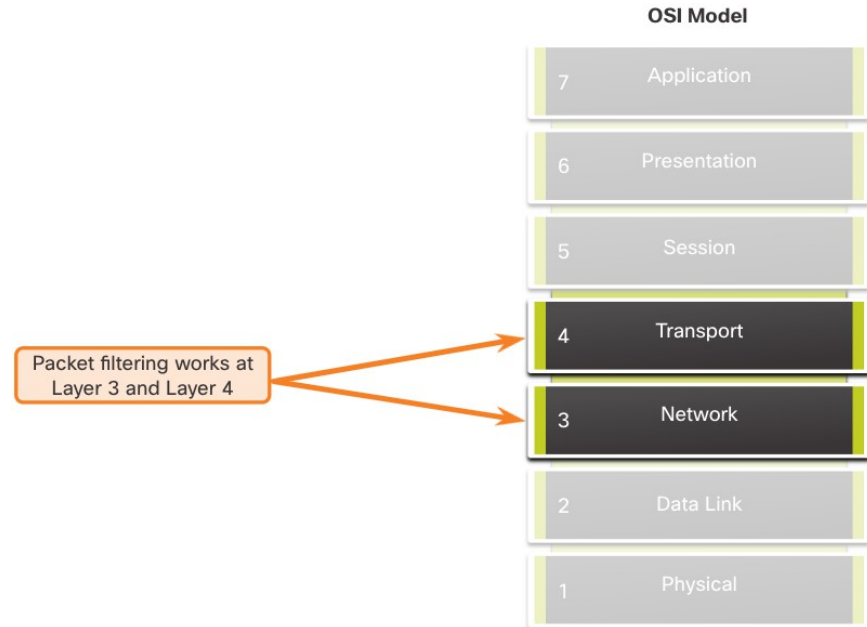 OSI Model
7 Application
6 Presentation
5 Session
4 Transport
Packet filtering works at
Layer 3 and Layer 4
3 Network
2 Data Link
1 Physical